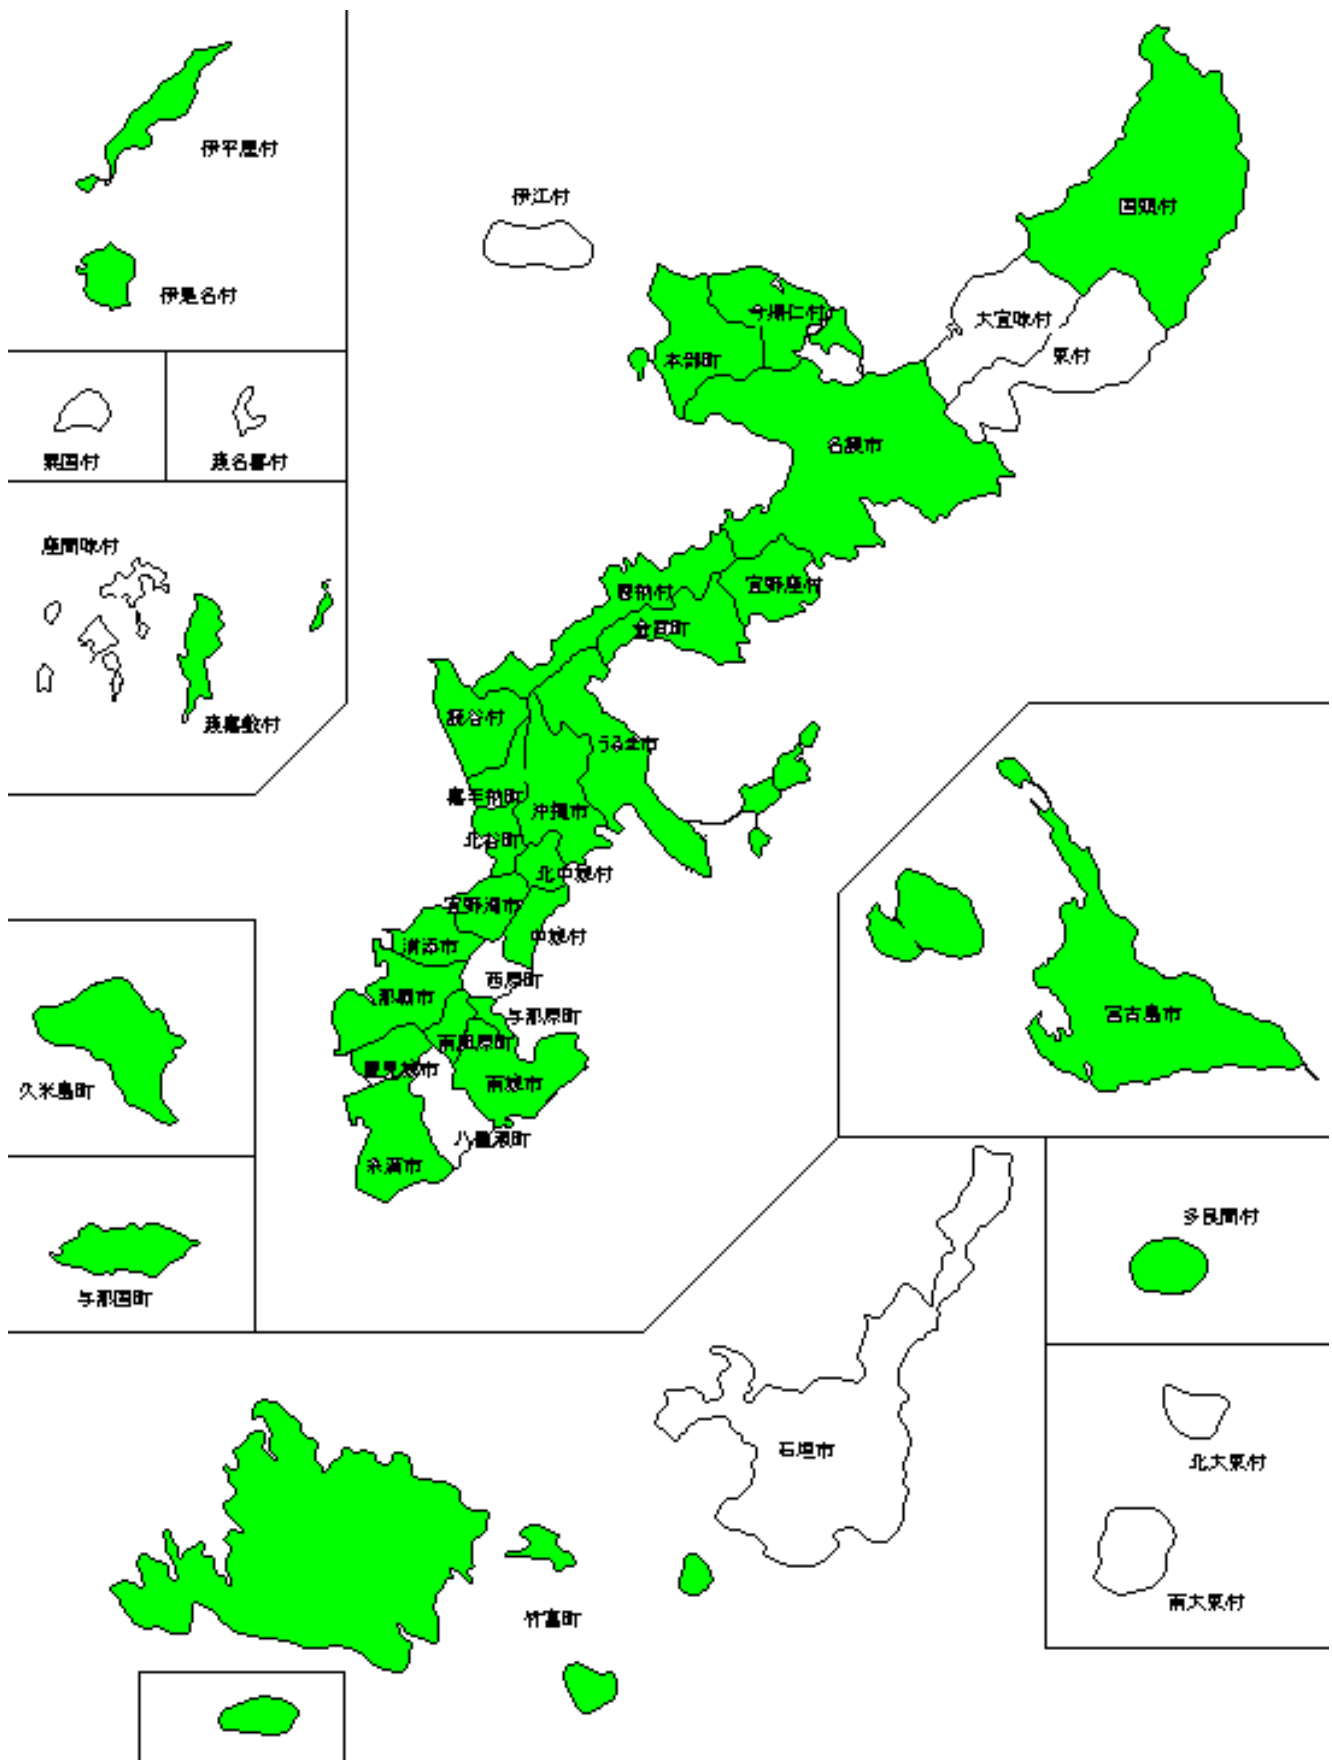 伊平屋村
伊江村
国頭村
伊是名村
今帰仁村
大宜味村
本部町
東村
名護市
粟国村
渡名喜村
座間味村
恩納村
宜野座村
金武町
渡嘉敷村
読谷村
うるま市
嘉手納町
沖縄市
北谷町
北中城村
宜野湾市
中城村
浦添市
西原町
那覇市
与那原町
宮古島市
南風原町
豊見城市
南城市
久米島町
八重瀬町
糸満市
多良間村
与那国町
石垣市
北大東村
南大東村
竹富町